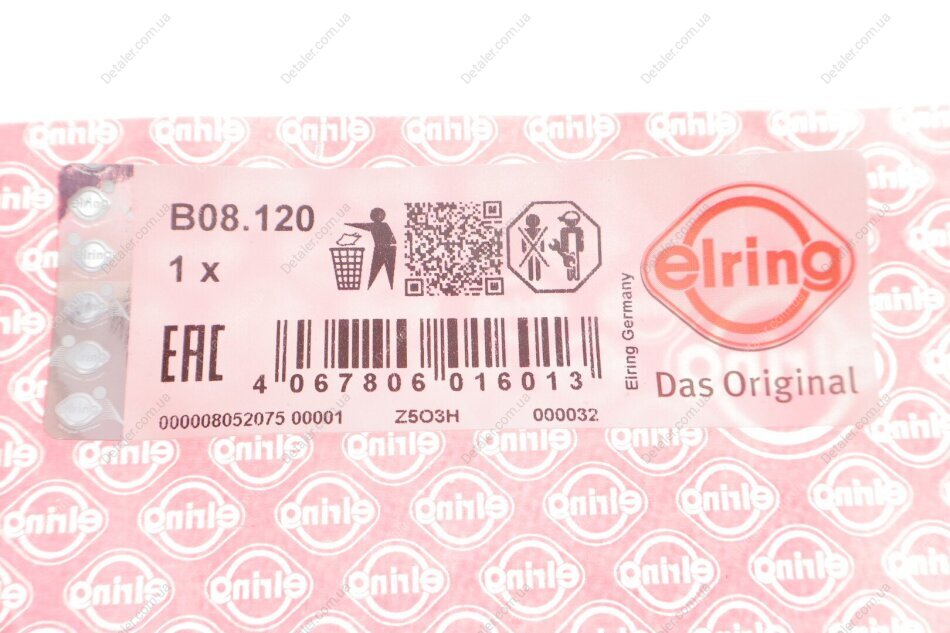 B08.120
1 x
EAC
4 067806 016013
000008052075 00001 Z5O3H 000032
Elring Germany
elring
Das Original
elring
Detaler.com.ua